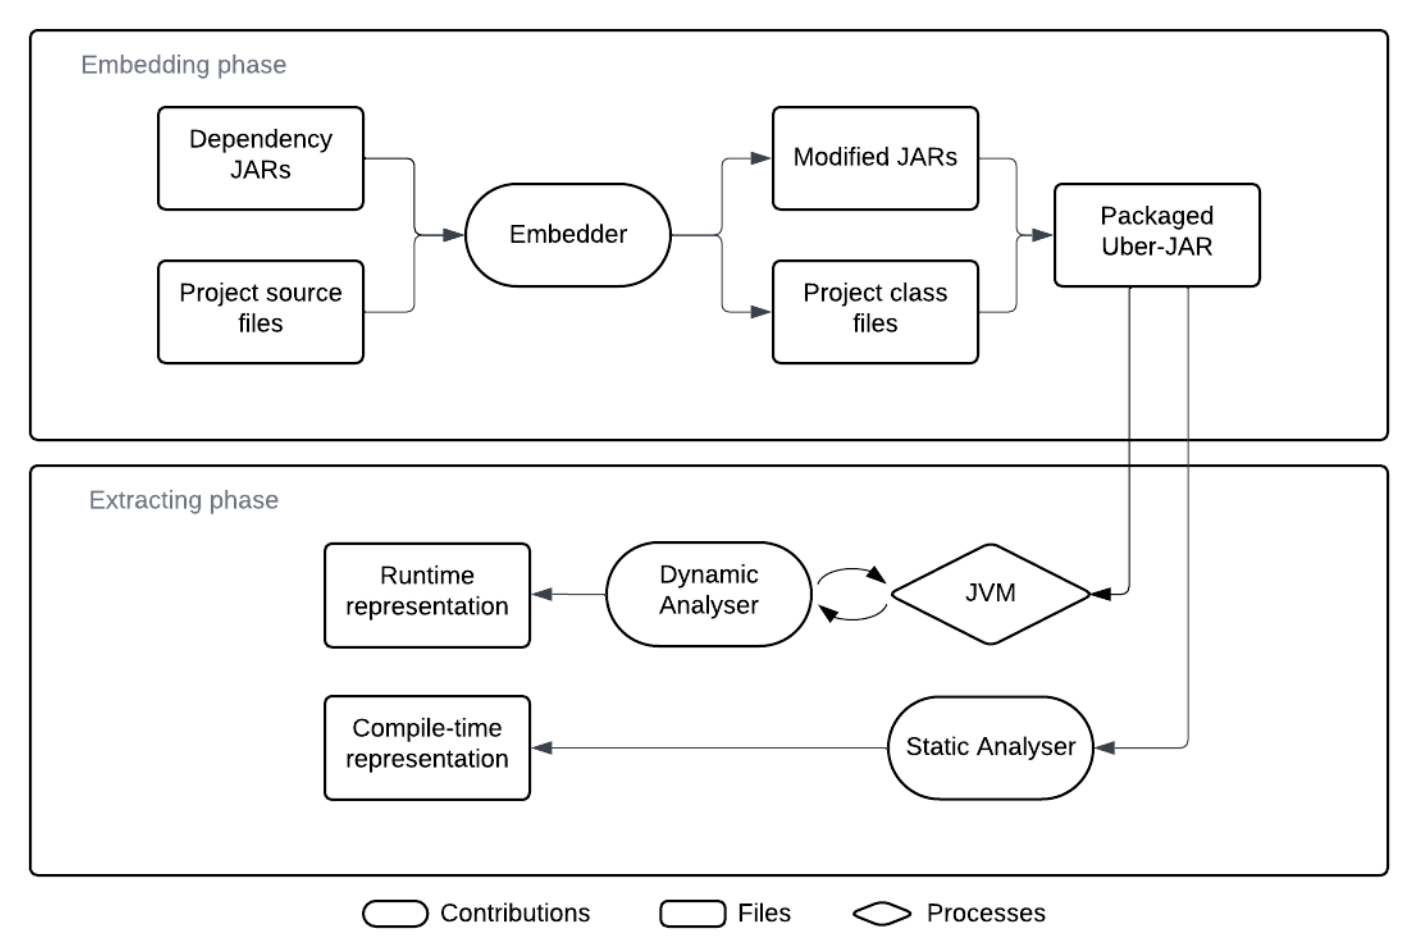 Embedding phase
Dependency
JARs
Project source
files
Embedder
Modified JARs
Project class
files
Packaged
Uber-JAR
Extracting phase
Runtime
representation
Dynamic
Analyser
JVM
Compile-time
representation
Static Analyser
Contributions
Files
Processes